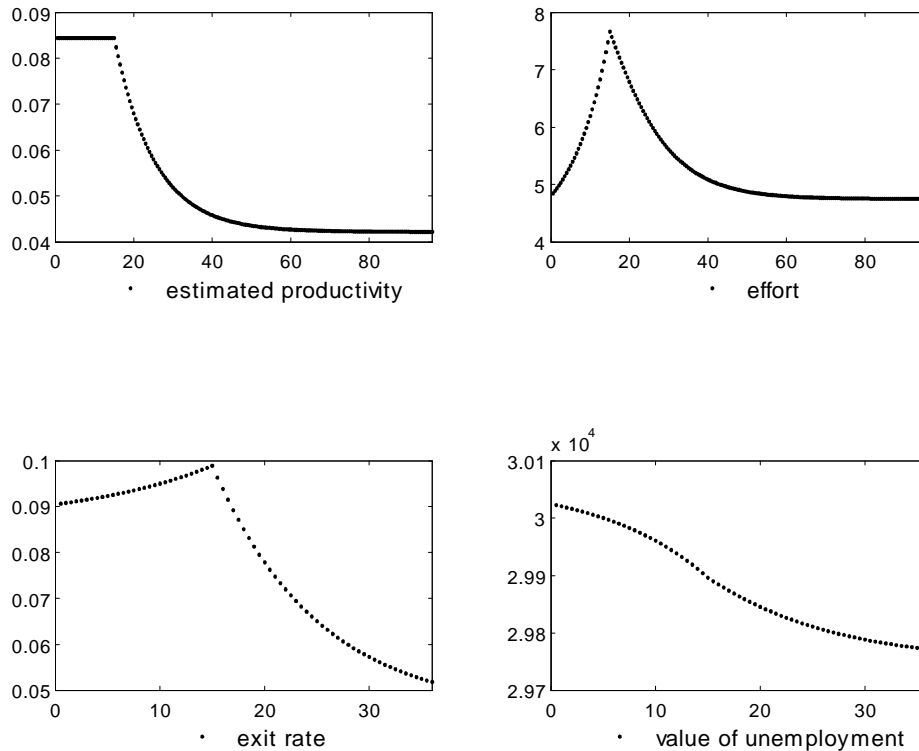 0.09
0.08
0.07
0.06
0.05
0.04
0 20 40 60 80
estimated productivity
8
7
6
5
4
0 20 40 60 80
effort
0.1
0.09
0.08
0.07
0.06
0.05
0 10 20 30
exit rate
x 10^4
3.01
3
2.99
2.98
2.97
0 10 20 30
value of unemployment